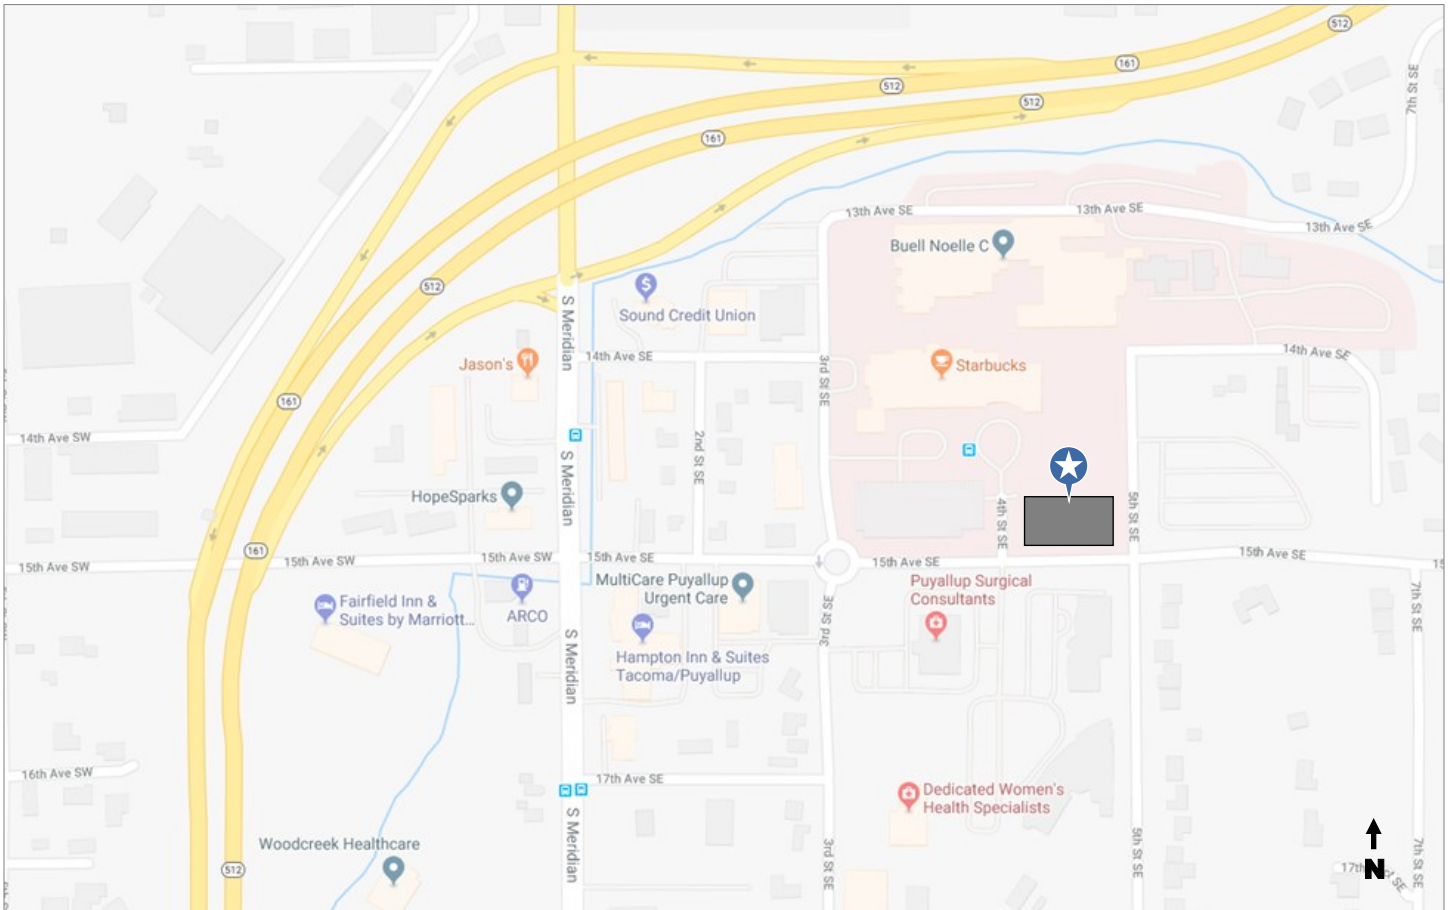 512
161
512
512
161
7th St SE
13th Ave SE
13th Ave SE
13th Ave SE
Buell Noelle C
512
S Meridian
$
Sound Credit Union
14th Ave SE
14th Ave SE
Jason's
3rd St SE
Starbucks
161
14th Ave SW
2nd St SE
S Meridian
HopeSparks
4th St SE
5th St SE
161
15th Ave SW
15th Ave SW
15th Ave SW
15th Ave SE
15th Ave SE
15th Ave SE
MultiCare Puyallup
Urgent Care
Puyallup Surgical
Consultants
Fairfield Inn &
Suites by Marriott...
ARCO
3rd St SE
7th St SE
S Meridian
Hampton Inn & Suites
Tacoma/Puyallup
16th Ave SW
17th Ave SE
Dedicated Women's
Health Specialists
S Meridian
Woodcreek Healthcare
3rd St SE
5th St SE
7th St SE
512
N
17th